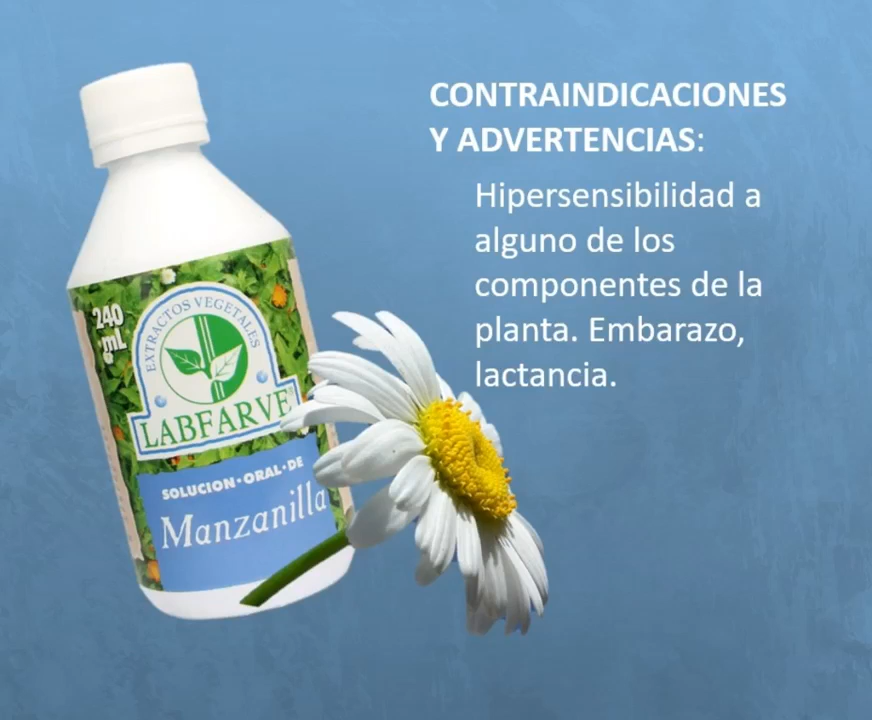 CONTRAINDICACIONES
Y ADVERTENCIAS:
Hipersensibilidad a
alguno de los
componentes de la
planta. Embarazo,
lactancia.
240
mL
EXTRACTOS VEGETALES
LABFARVE
SOLUCION·ORAL·DE
Manzanilla